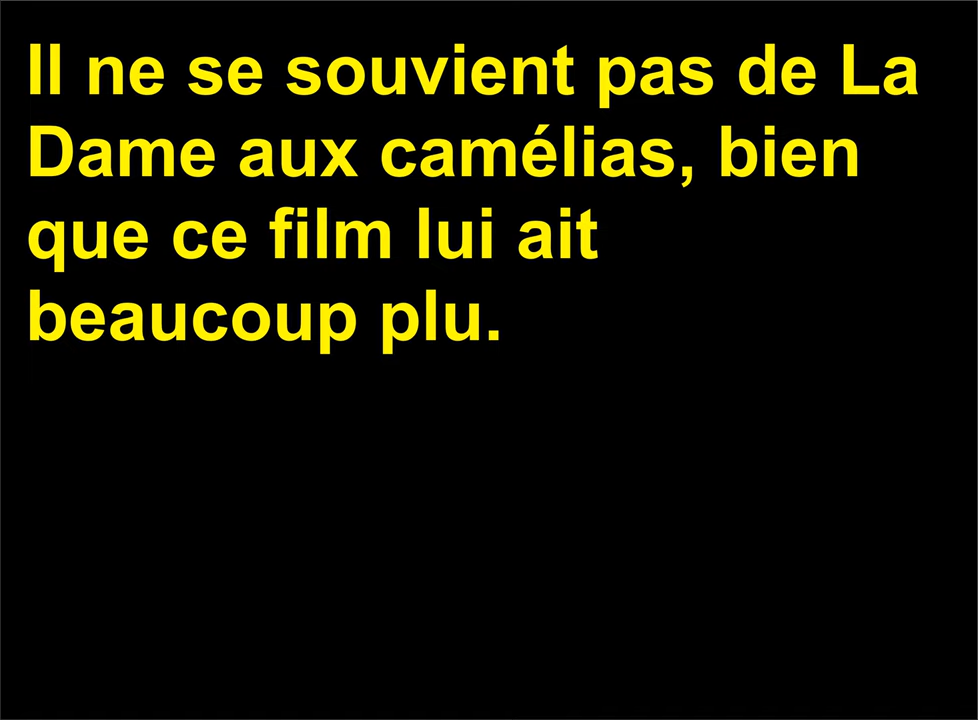 Il ne se souvient pas de La
Dame aux camélias, bien
que ce film lui ait
beaucoup plu.